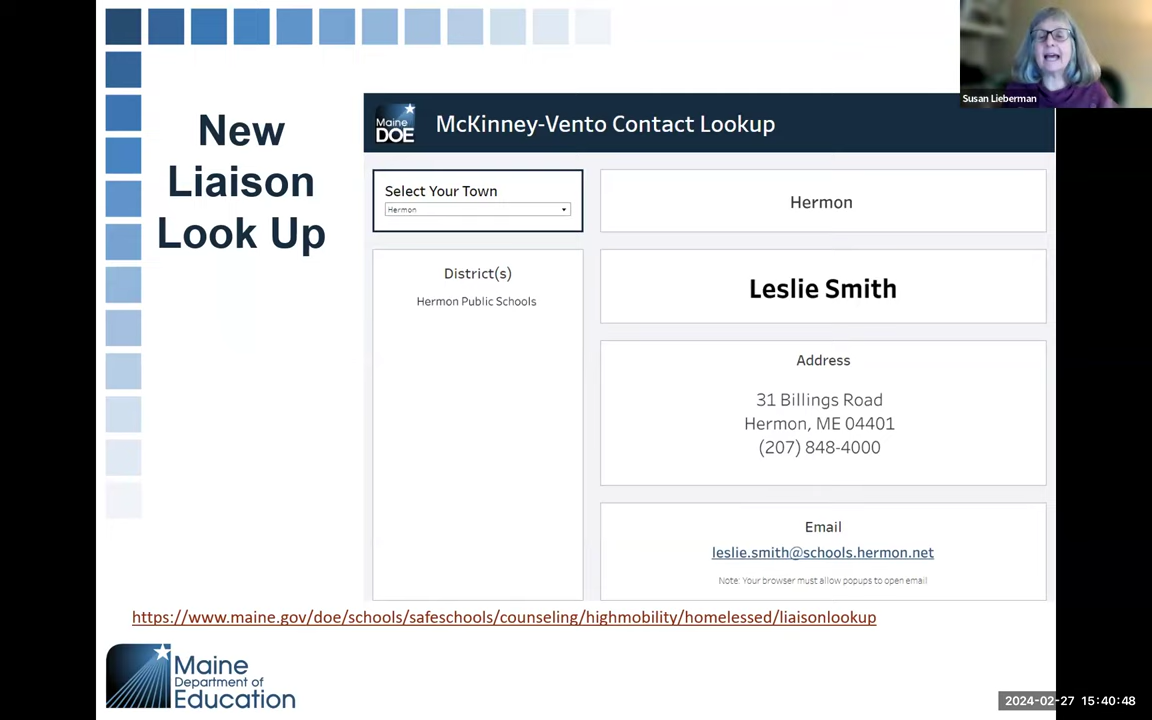 New
Liaison
Look Up
Maine
DOE
McKinney-Vento Contact Lookup
Susan Lieberman
Select Your Town
Hermon
District(s)
Hermon Public Schools
Hermon
Leslie Smith
Address
31 Billings Road
Hermon, ME 04401
(207) 848-4000
Email
leslie.smith@schools.hermon.net
Note: Your browser must allow popups to open email
https://www.maine.gov/doe/schools/safeschools/counseling/highmobility/homelessed/liaisonlookup
Maine
Department of
Education
2024-02-27 15:40:48